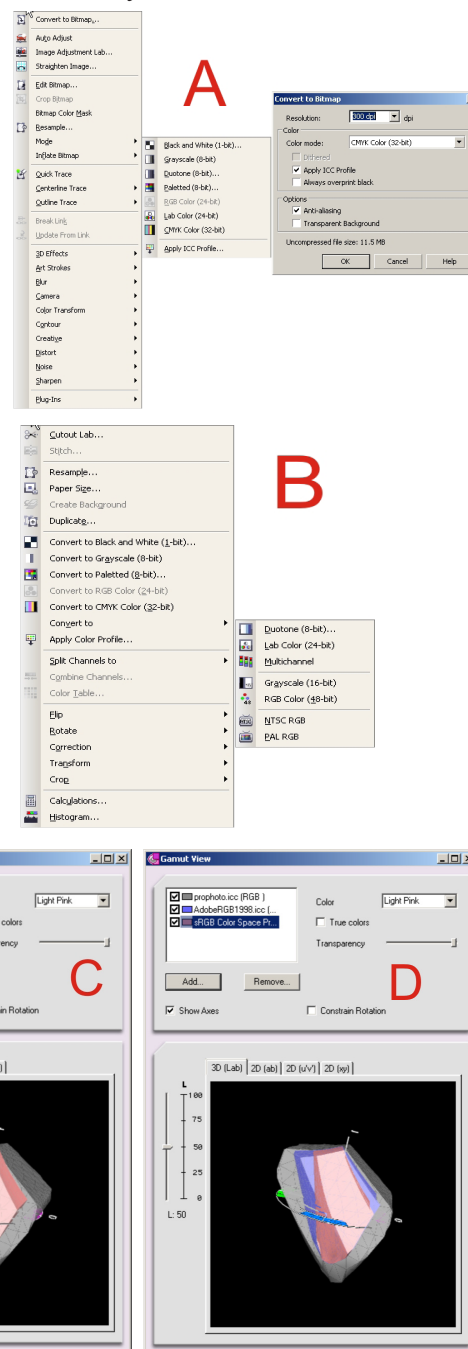 Convert to Bitmap...
Auto Adjust
Image Adjustment Lab...
Straighten Image...
Edit Bitmap...
Crop Bitmap
Bitmap Color Mask
Resample...
Mode
Inflate Bitmap
Quick Trace
Centerline Trace
Outline Trace
Break Link
Update From Link
3D Effects
Art Strokes
Blur
Camera
Color Transform
Contour
Creative
Distort
Noise
Sharpen
Plug-Ins
A
Black and White (1-bit)...
Grayscale (8-bit)
Duotone (8-bit)...
Paletted (8-bit)...
RGB Color (24-bit)
Lab Color (24-bit)
CMYK Color (32-bit)
Apply ICC Profile...
Convert to Bitmap
Resolution: 300 dpi dpi
Color
Color mode: CMYK Color (32-bit)
Dithered
Apply ICC Profile
Always overprint black
Options
Anti-aliasing
Transparent Background
Uncompressed file size: 11.5 MB
OK Cancel Help
Cutout Lab...
Stitch...
Resample...
Paper Size...
Create Background
Duplicate...
Convert to Black and White (1-bit)...
Convert to Grayscale (8-bit)
Convert to Paletted (8-bit)...
Convert to RGB Color (24-bit)
Convert to CMYK Color (32-bit)
Convert to
Apply Color Profile...
Split Channels to
Combine Channels...
Color Table...
Flip
Rotate
Correction
Transform
Crop
Calculations...
Histogram...
B
Duotone (8-bit)...
Lab Color (24-bit)
Multichannel
Grayscale (16-bit)
RGB Color (48-bit)
NTSC RGB
PAL RGB
Light Pink
colors
rency
C
in Rotation
Gamut View
prophoto.icc (RGB )
AdobeRGB1998.icc (...
sRGB Color Space Pr...
Color Light Pink
True colors
Transparency
D
Add... Remove...
Show Axes Constrain Rotation
3D (Lab) 2D (ab) 2D (u'v') 2D (xy)
L
100
75
50
25
0
L: 50